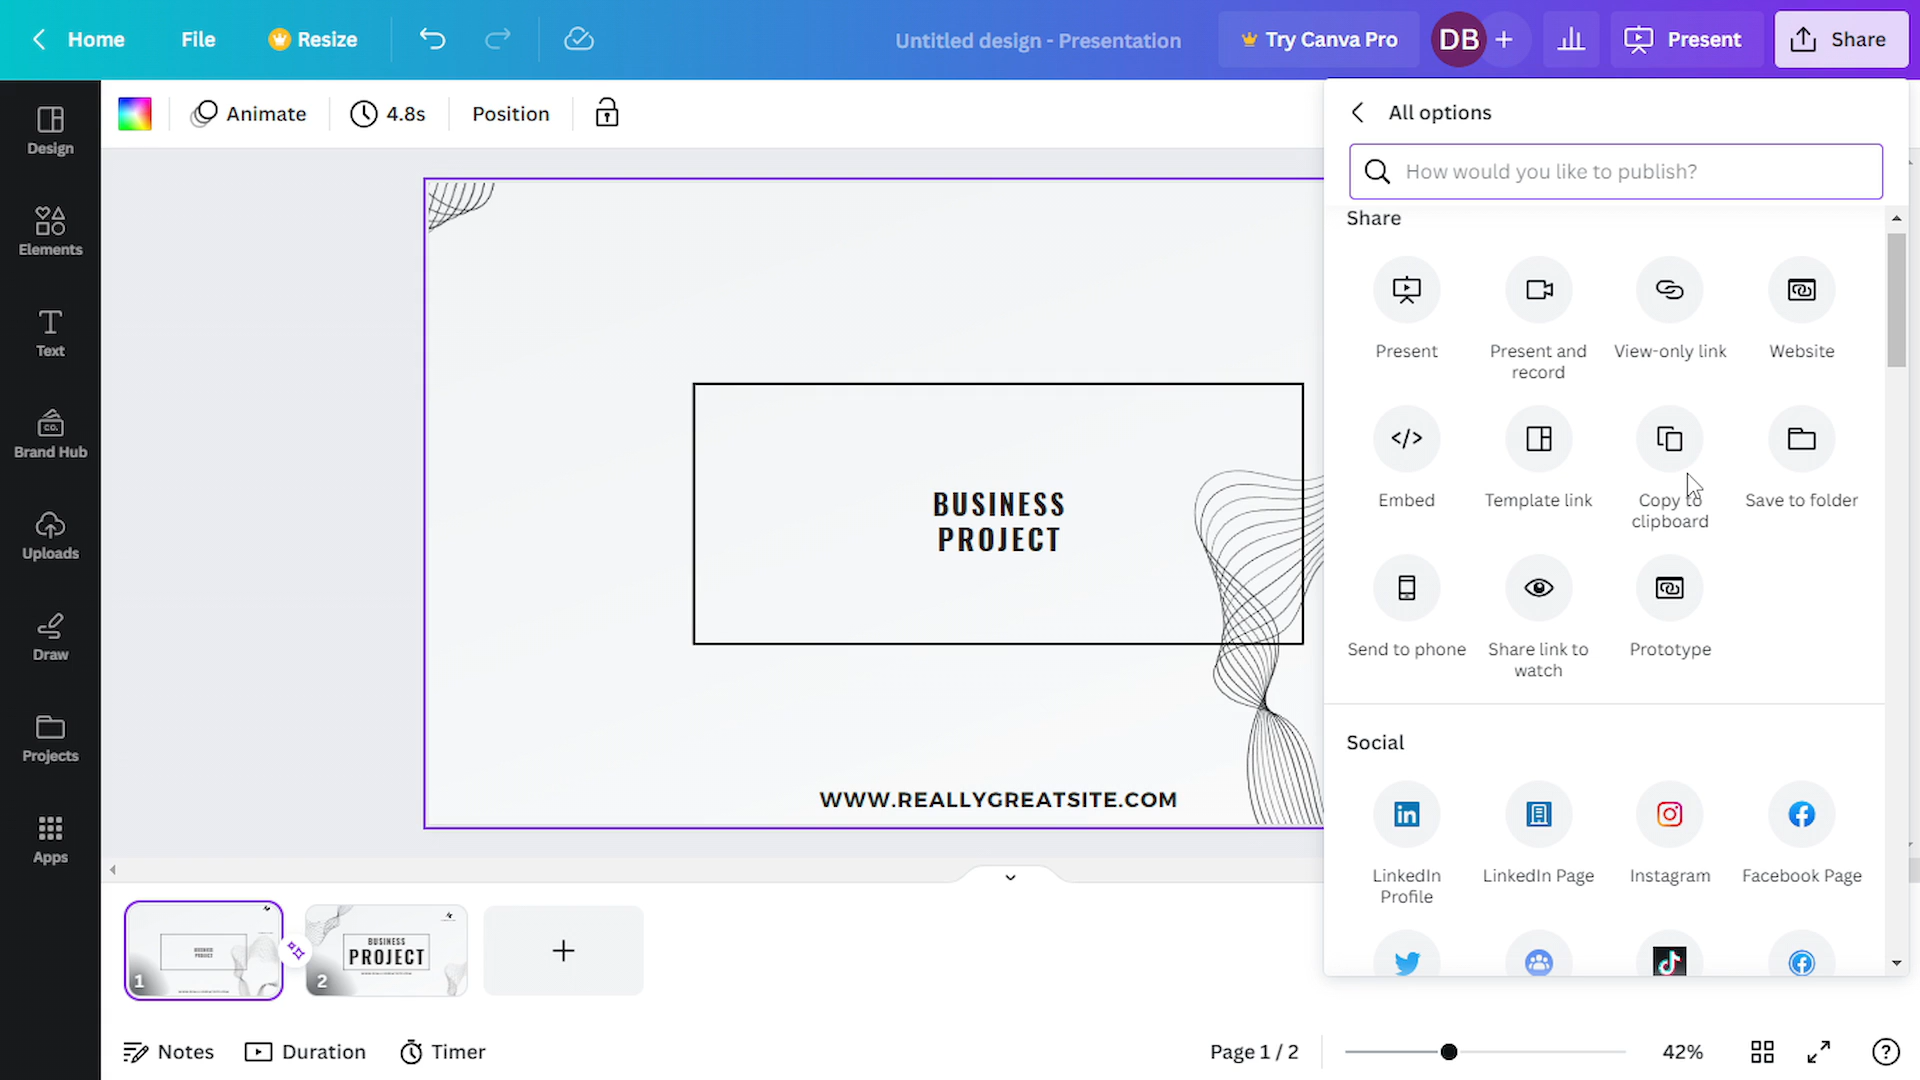 Home
File
Resize
Untitled design - Presentation
Try Canva Pro
DB
Present
Share
Design
Elements
Text
CO.
Brand Hub
Uploads
Draw
Projects
Apps
Animate
4.8s
Position
BUSINESS
PROJECT
WWW.REALLYGREATSITE.COM
All options
How would you like to publish?
Share
Present
Present and
record
View-only link
Website
Embed
Template link
Copy to
clipboard
Save to folder
Send to phone
Share link to
watch
Prototype
Social
LinkedIn
Profile
LinkedIn Page
Instagram
Facebook Page
1
BUSINESS
PROJECT
2
BUSINESS
PROJECT
Notes
Duration
Timer
Page 1 / 2
42%